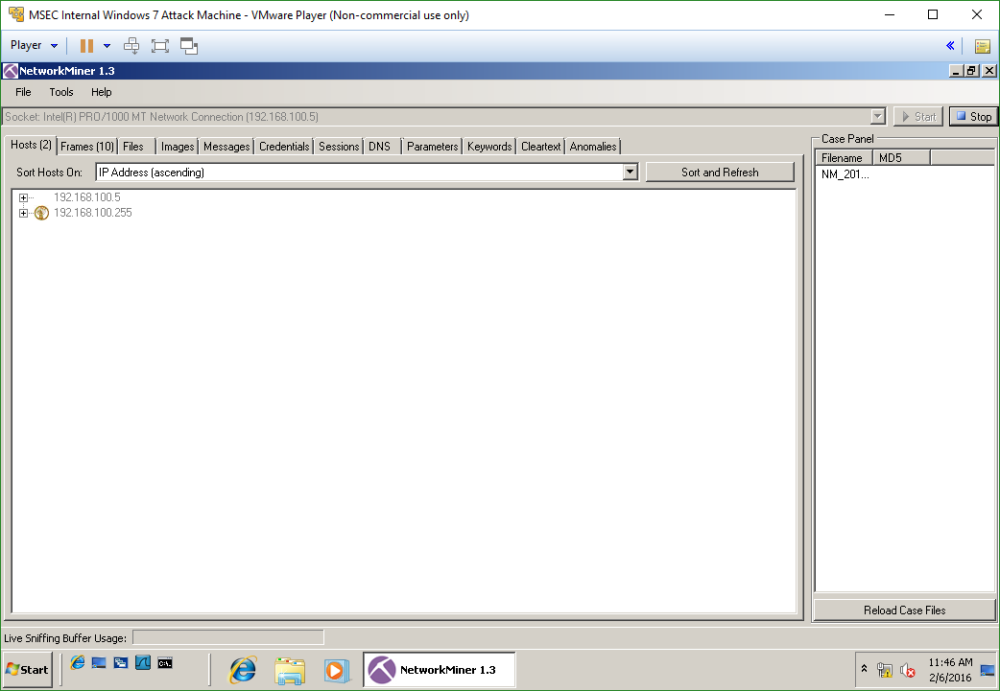 MSEC Internal Windows 7 Attack Machine - VMware Player (Non-commercial use only)
Player
NetworkMiner 1.3
File Tools Help
Socket: Intel(R) PRO/1000 MT Network Connection (192.168.100.5)
Start
Stop
Hosts (2) Frames (10) Files Images Messages Credentials Sessions DNS Parameters Keywords Cleartext Anomalies
Sort Hosts On: IP Address (ascending) Sort and Refresh
192.168.100.5
192.168.100.255
Case Panel
Filename MD5
NM_201...
Reload Case Files
Live Sniffing Buffer Usage:
Start
C:\
NetworkMiner 1.3
11:46 AM
2/6/2016